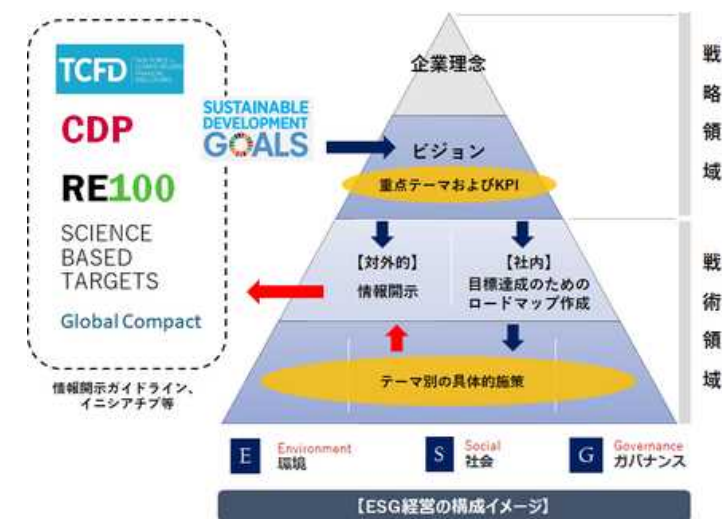 TCFD
CDP
RE100
SCIENCE
BASED
TARGETS
Global Compact
情報開示ガイドライン、
イニシアチブ等
SUSTAINABLE
DEVELOPMENT
GOALS
企業理念
ビジョン
重点テーマおよびKPI
【対外的】
情報開示
【社内】
目標達成のための
ロードマップ作成
テーマ別の具体的施策
戦略領域
戦術領域
E
Environment
環境
S
Social
社会
G
Governance
ガバナンス
【ESG経営の構成イメージ】